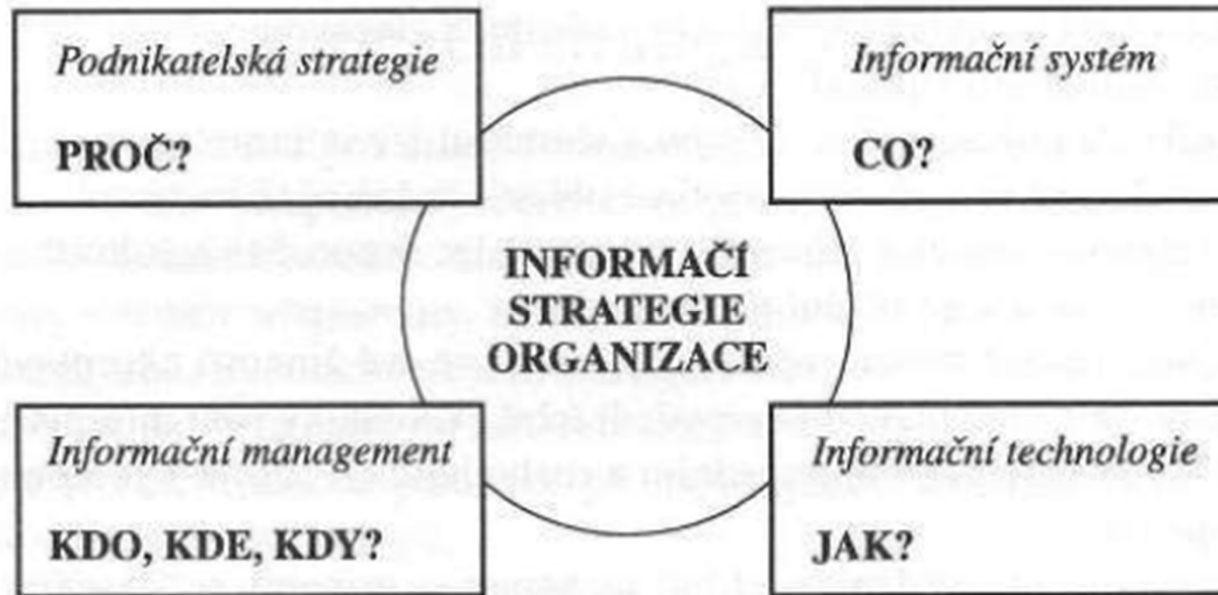 Podnikatelská strategie
PROČ?
Informační systém
CO?
INFORMAČÍ
STRATEGIE
ORGANIZACE
Informační management
KDO, KDE, KDY?
Informační technologie
JAK?